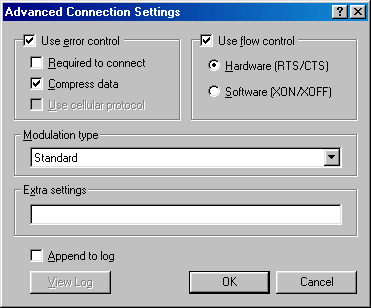 Advanced Connection Settings
Use error control
Required to connect
Compress data
Use cellular protocol
Use flow control
Hardware (RTS/CTS)
Software (XON/XOFF)
Modulation type
Standard
Extra settings
Append to log
View Log
OK
Cancel